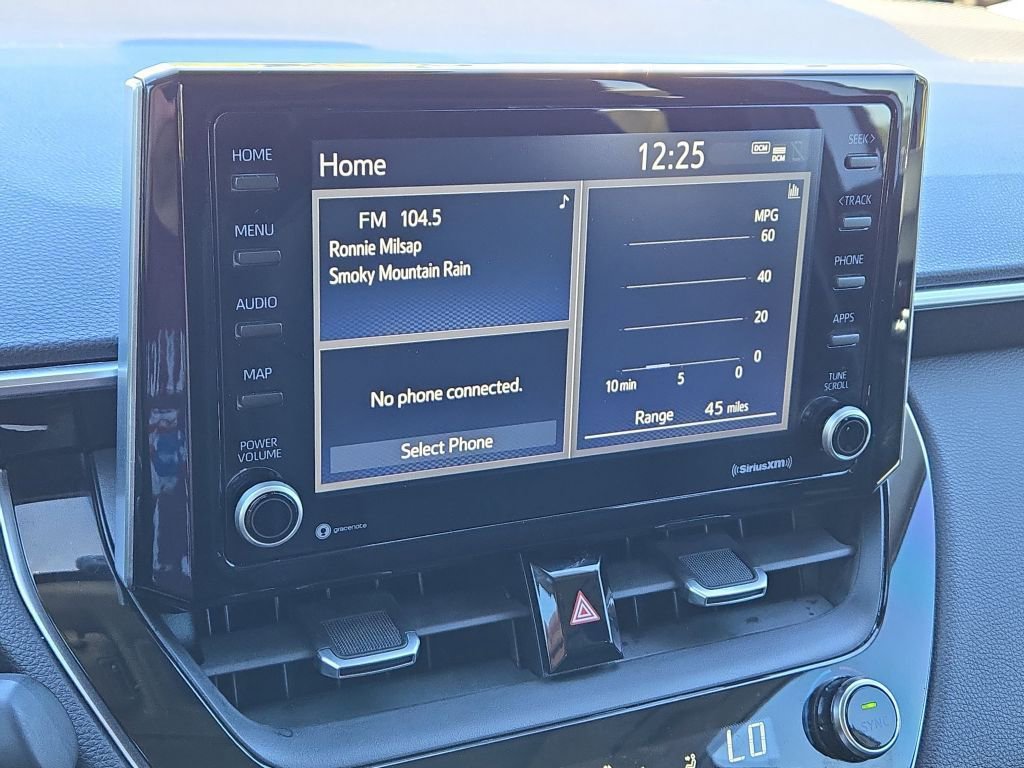 Home
12:25
DCM
DCM
FM 104.5
Ronnie Milsap
Smoky Mountain Rain
No phone connected.
Select Phone
MPG
60
40
20
0
10 min 5 0
Range 45 miles
HOME
MENU
AUDIO
MAP
POWER
VOLUME
SEEK>
<TRACK
PHONE
APPS
TUNE
SCROLL
gracenote
((SiriusXM))
LO
SYNC